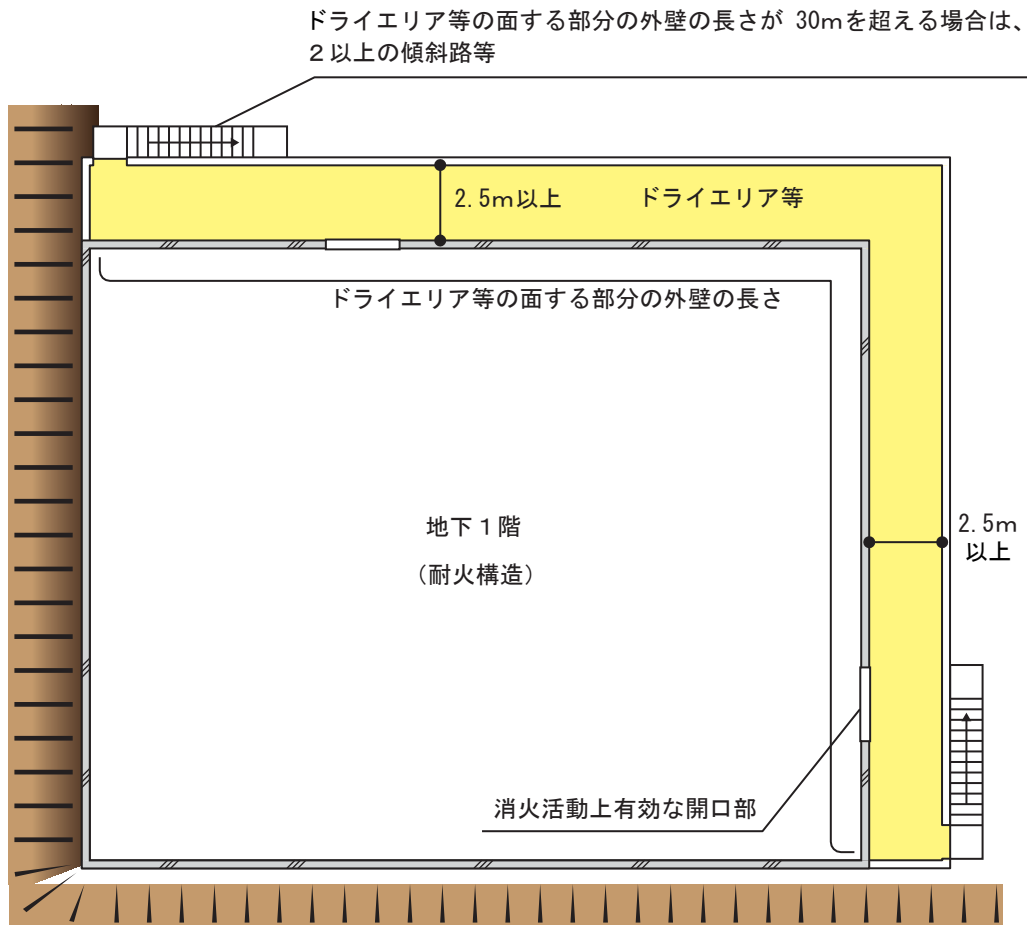 ドライエリア等の面する部分の外壁の長さが 30mを超える場合は、
２以上の傾斜路等
2.5m以上
ドライエリア等
ドライエリア等の面する部分の外壁の長さ
地下１階
（耐火構造）
2.5m
以上
消火活動上有効な開口部